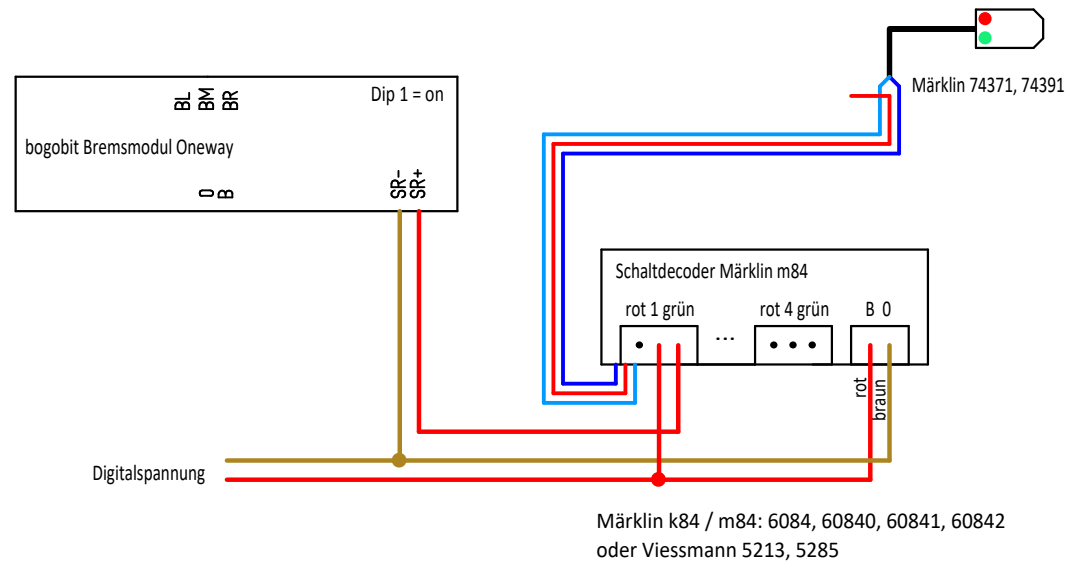 BL BM BR
Dip 1 = on
bogobit Bremsmodul Oneway
0 B
SR- SR+
Märklin 74371, 74391
Schaltdecoder Märklin m84
rot 1 grün ... rot 4 grün B 0
rot braun
Digitalspannung
Märklin k84 / m84: 6084, 60840, 60841, 60842
oder Viessmann 5213, 5285